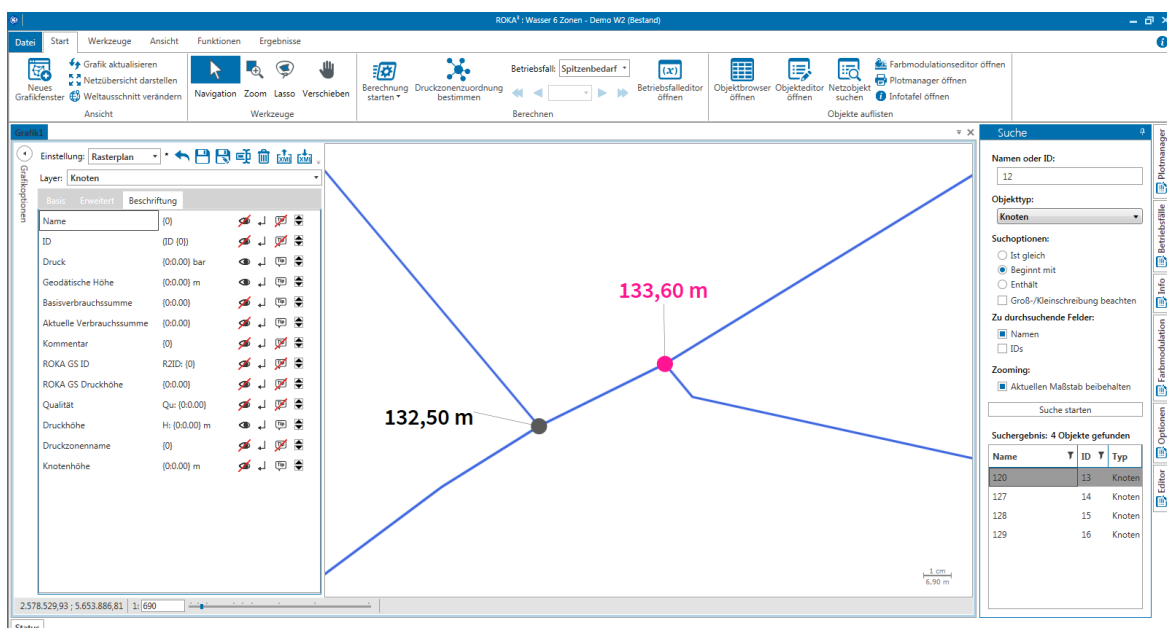 ROKA³ : Wasser 6 Zonen - Demo W2 (Bestand)
Datei Start Werkzeuge Ansicht Funktionen Ergebnisse
Neues Grafikfenster
Grafik aktualisieren
Netzübersicht darstellen
Weltausschnitt verändern
Ansicht
Navigation Zoom Lasso Verschieben
Werkzeuge
Berechnung starten
Druckzonenzuordnung bestimmen
Betriebsfall: Spitzenbedarf
Betriebsfalleditor öffnen
Berechnen
Objektbrowser öffnen
Objekteditor öffnen
Netzobjekt suchen
Farbmodulationseditor öffnen
Plotmanager öffnen
Infotafel öffnen
Objekte auflisten
Grafik1
Grafikoptionen
Einstellung: Rasterplan *
Layer: Knoten
Basis Erweitert Beschriftung
Name {0}
ID (ID {0})
Druck {0:0.00} bar
Geodätische Höhe {0:0.00} m
Basisverbrauchssumme {0:0.00}
Aktuelle Verbrauchssumme {0:0.00}
Kommentar {0}
ROKA GS ID R2ID: {0}
ROKA GS Druckhöhe {0:0.00}
Qualität Qu: {0:0.00}
Druckhöhe H: {0:0.00} m
Druckzonenname {0}
Knotenhöhe {0:0.00} m
133,60 m
132,50 m
1 cm
6,90 m
2.578.529,93 ; 5.653.886,81 1: 690
Status
Suche
Namen oder ID:
12
Objekttyp:
Knoten
Suchoptionen:
Ist gleich
Beginnt mit
Enthält
Groß-/Kleinschreibung beachten
Zu durchsuchende Felder:
Namen
IDs
Zooming:
Aktuellen Maßstab beibehalten
Suche starten
Suchergebnis: 4 Objekte gefunden
Name ID Typ
120 13 Knoten
127 14 Knoten
128 15 Knoten
129 16 Knoten
Plotmanager
Betriebsfälle
Info
Farbmodulation
Optionen
Editor